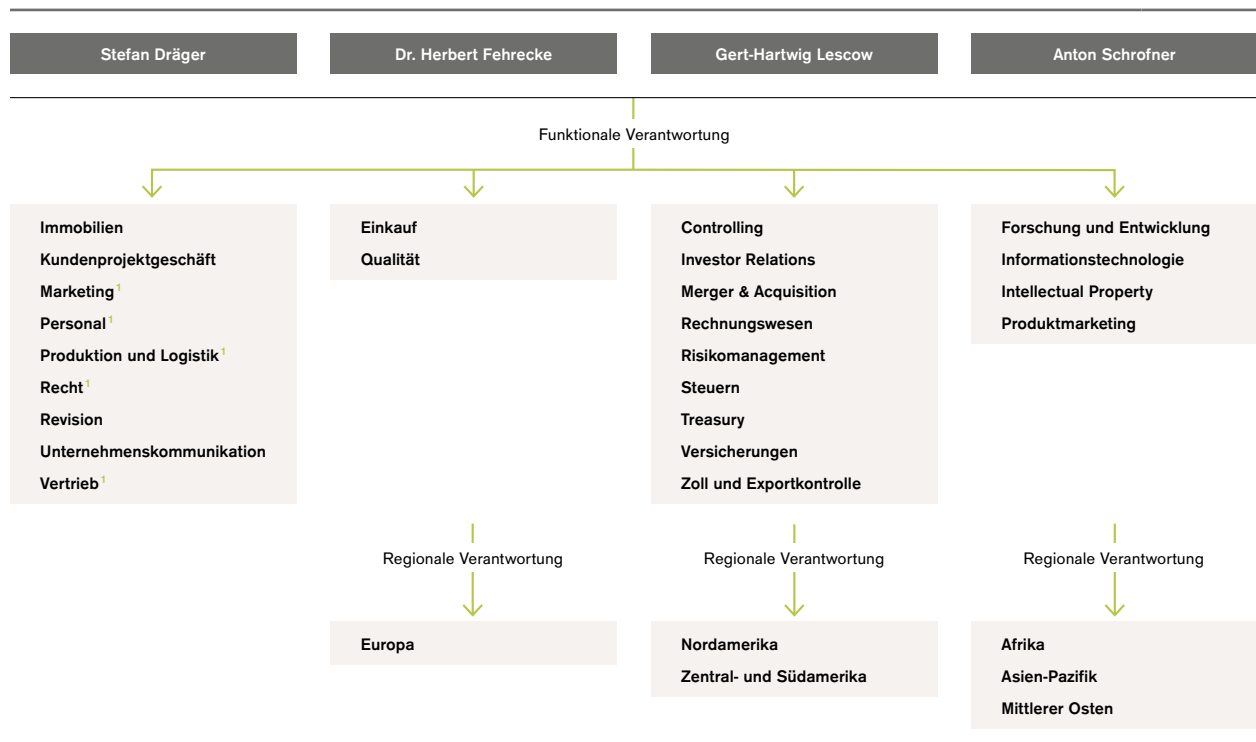 Stefan Dräger
Dr. Herbert Fehrecke
Gert-Hartwig Lescow
Anton Schrofner
Funktionale Verantwortung
Immobilien
Kundenprojektgeschäft
Marketing¹
Personal¹
Produktion und Logistik¹
Recht¹
Revision
Unternehmenskommunikation
Vertrieb¹
Einkauf
Qualität
Controlling
Investor Relations
Merger & Acquisition
Rechnungswesen
Risikomanagement
Steuern
Treasury
Versicherungen
Zoll und Exportkontrolle
Forschung und Entwicklung
Informationstechnologie
Intellectual Property
Produktmarketing
Regionale Verantwortung
Regionale Verantwortung
Regionale Verantwortung
Europa
Nordamerika
Zentral- und Südamerika
Afrika
Asien-Pazifik
Mittlerer Osten